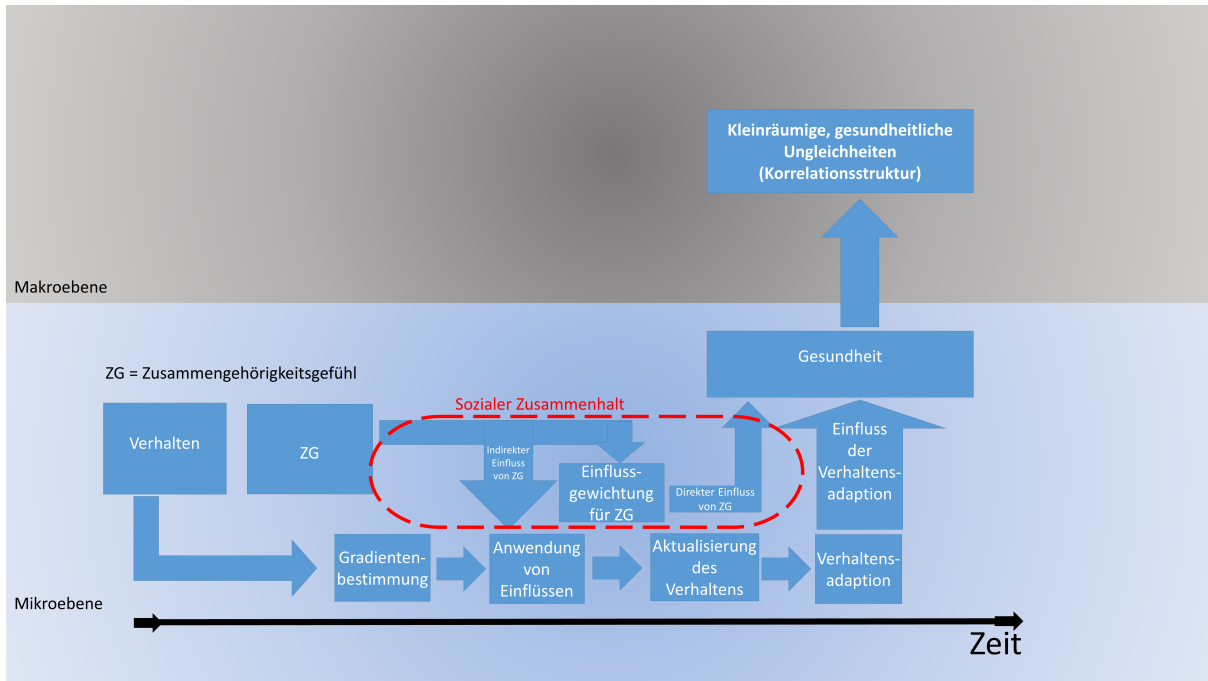 Kleinräumige, gesundheitliche
Ungleichheiten
(Korrelationsstruktur)
Makroebene
Gesundheit
ZG = Zusammengehörigkeitsgefühl
Sozialer Zusammenhalt
Verhalten
ZG
Indirekter
Einfluss
von ZG
Einfluss-
gewichtung
für ZG
Direkter Einfluss
von ZG
Einfluss
der
Verhaltens-
adaption
Gradienten-
bestimmung
Anwendung
von
Einflüssen
Aktualisierung
des
Verhaltens
Verhaltens-
adaption
Mikroebene
Zeit